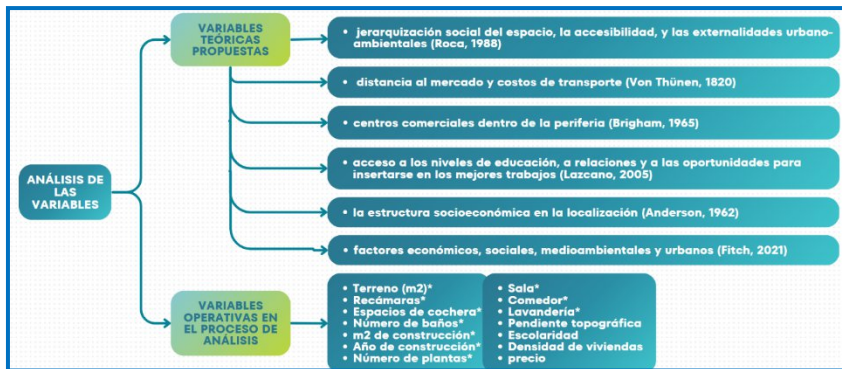 VARIABLES
TEÓRICAS
PROPUESTAS
• jerarquización social del espacio, la accesibilidad, y las externalidades urbano-
ambientales (Roca, 1988)
• distancia al mercado y costos de transporte (Von Thünen, 1820)
• centros comerciales dentro de la periferia (Brigham, 1965)
• acceso a los niveles de educación, a relaciones y a las oportunidades para
insertarse en los mejores trabajos (Lazcano, 2005)
• la estructura socioeconómica en la localización (Anderson, 1962)
• factores económicos, sociales, medioambientales y urbanos (Fitch, 2021)
ANÁLISIS DE
LAS
VARIABLES
VARIABLES
OPERATIVAS EN
EL PROCESO DE
ANÁLISIS
• Terreno (m2)*
• Recámaras*
• Espacios de cochera*
• Número de baños*
• m2 de construcción*
• Año de construcción*
• Número de plantas*
• Sala*
• Comedor*
• Lavandería*
• Pendiente topográfica
• Escolaridad
• Densidad de viviendas
• precio